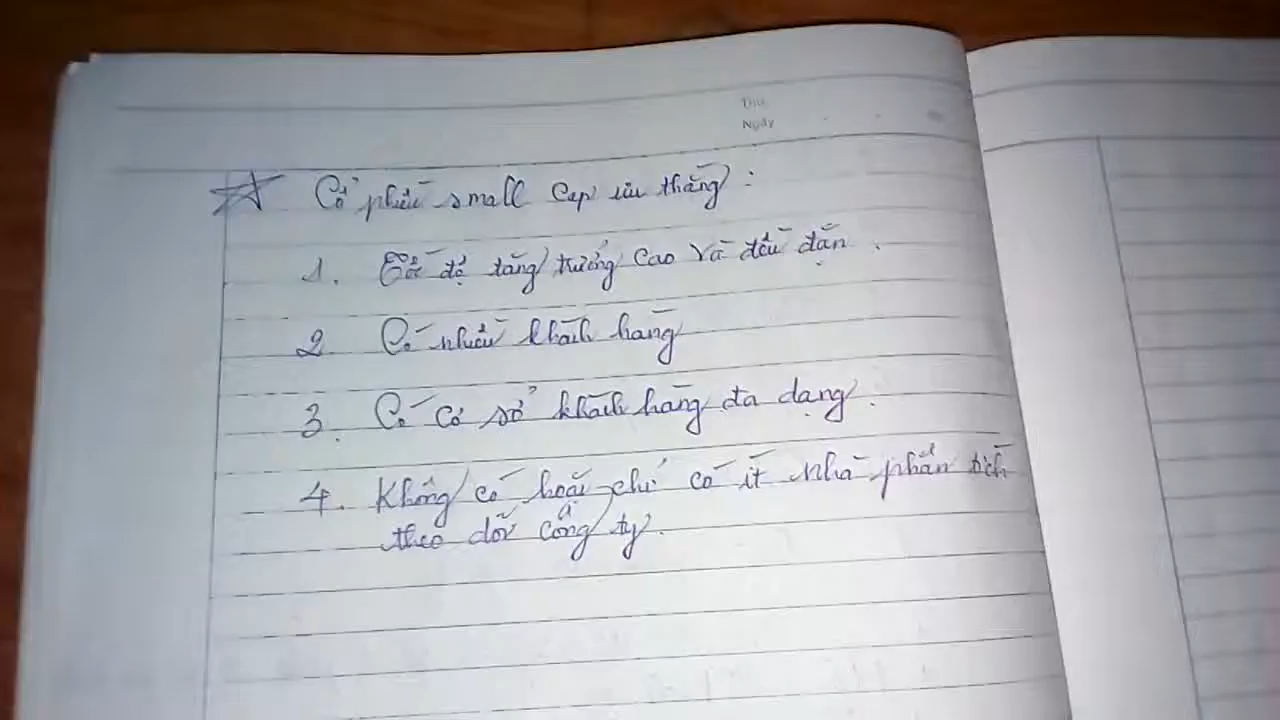 Thứ
Ngày
Cổ phiếu small cap siêu thắng :
1. Tốc độ tăng trưởng cao và đều đặn.
2 Có nhiều khách hàng
3. Có cơ sở khách hàng đa dạng.
4. Không có hoặc chỉ có ít nhà phân tích
theo dõi công ty.